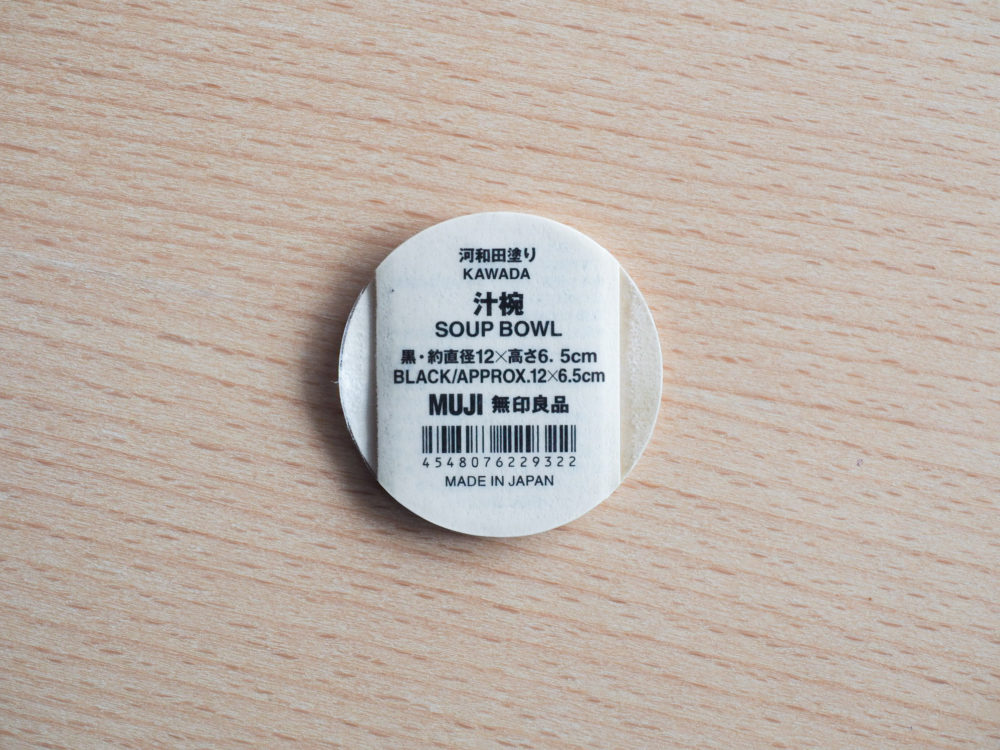 河和田塗り
KAWADA
汁椀
SOUP BOWL
黒・約直径12×高さ6.5cm
BLACK/APPROX.12×6.5cm
MUJI 無印良品
4548076229322
MADE IN JAPAN